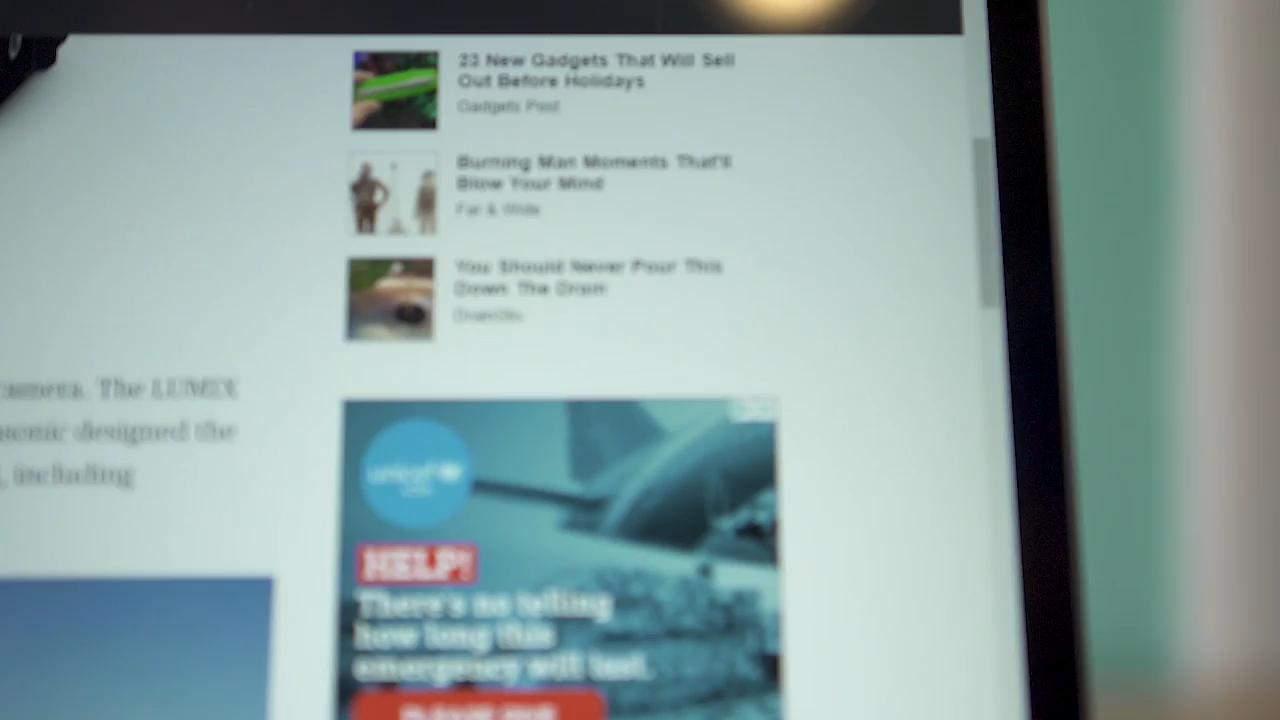 23 New Gadgets That Will Sell
Out Before Holidays
Gadgets Post
Burning Man Moments That'll
Blow Your Mind
Far & Wide
You Should Never Pour This
Down The Drain
camera. The LUMIX
designed the
, including
unicef
HELP!
There's no telling
how long this
emergency will last.